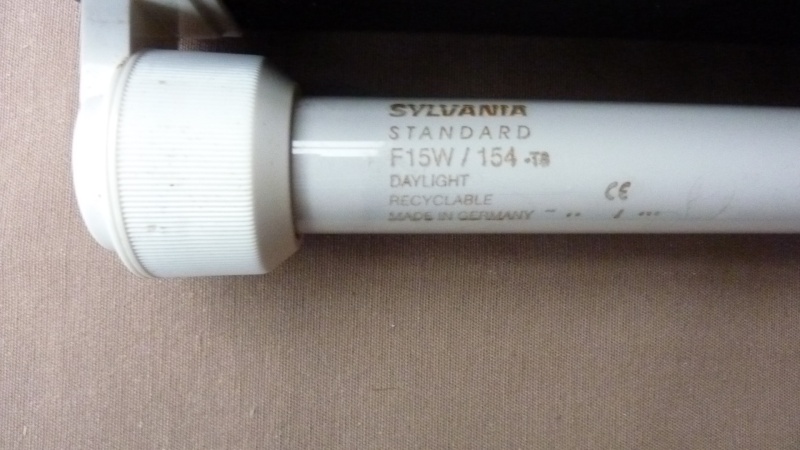 SYLVANIA
STANDARD
F15W / 154 -T8
DAYLIGHT
RECYCLABLE
MADE IN GERMANY
CE